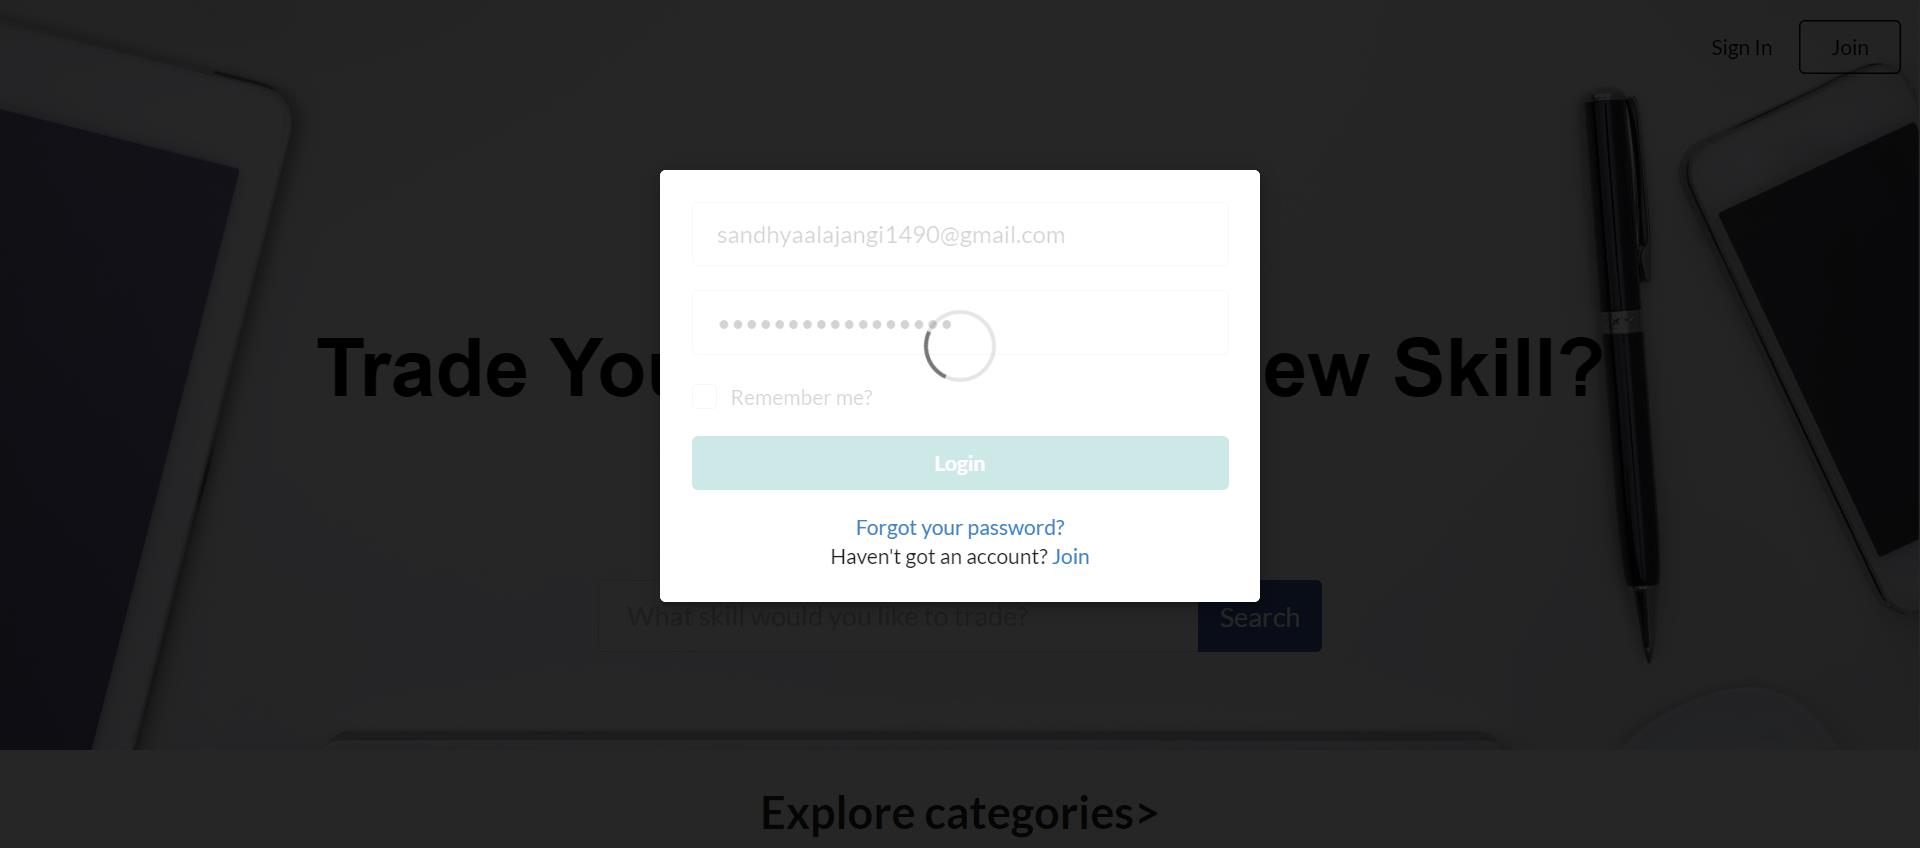 Sign In
Join
sandhyaalajangi1490@gmail.com
Trade You ew Skill?
Remember me?
Login
Forgot your password?
Haven't got an account? Join
What skill would you like to trade?
Search
Explore categories>